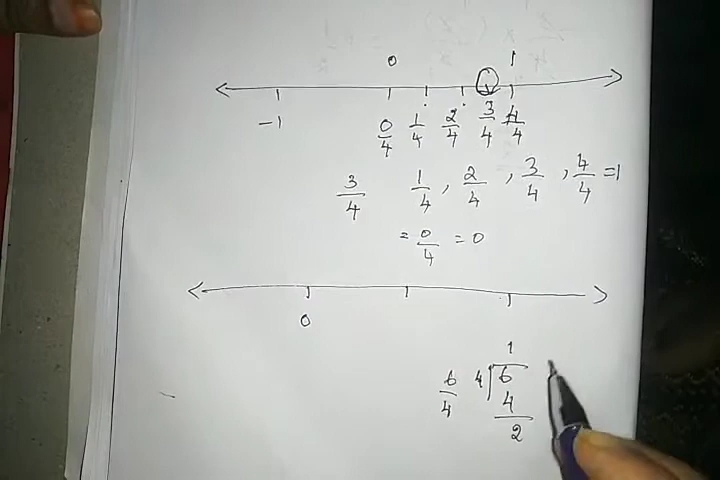 0 1
-1 0/4 1/4 2/4 3/4 4/4
3/4 1/4, 2/4, 3/4, 4/4 = 1
= 0/4 = 0
0
1
6/4 4 6
4
2